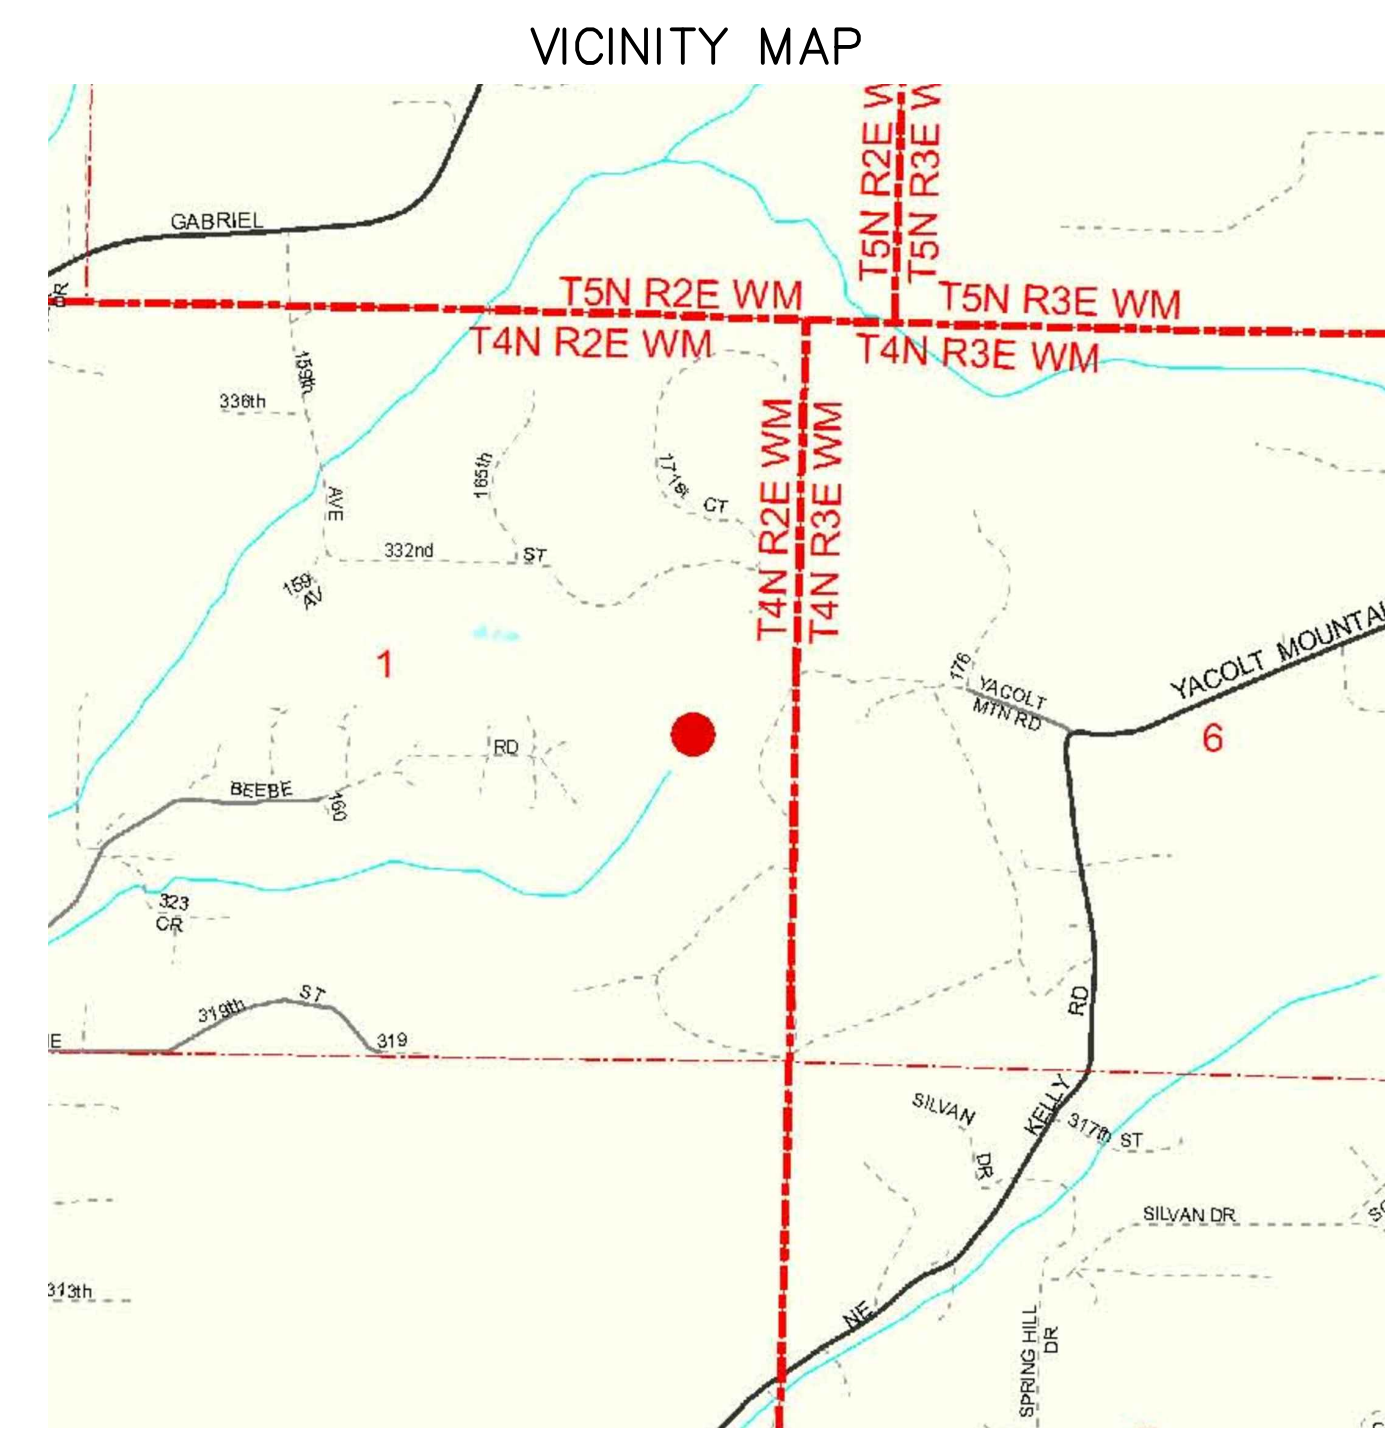 VICINITY MAP
T5N R2E W
T5N R3E W
GABRIEL
DR
T5N R2E WM
T5N R3E WM
T4N R2E WM
T4N R3E WM
159th
336th
T4N R2E WM
T4N R3E WM
165th
171st CT
AVE
332nd ST
159
AV
1
176
YACOLT
MTN RD
YACOLT MOUNTAI
6
RD
BEEBE
160
323
CR
319th ST
319
E
RD
KELLY
SILVAN
DR
317th ST
SILVAN DR
313th
NE
SPRING HILL
DR